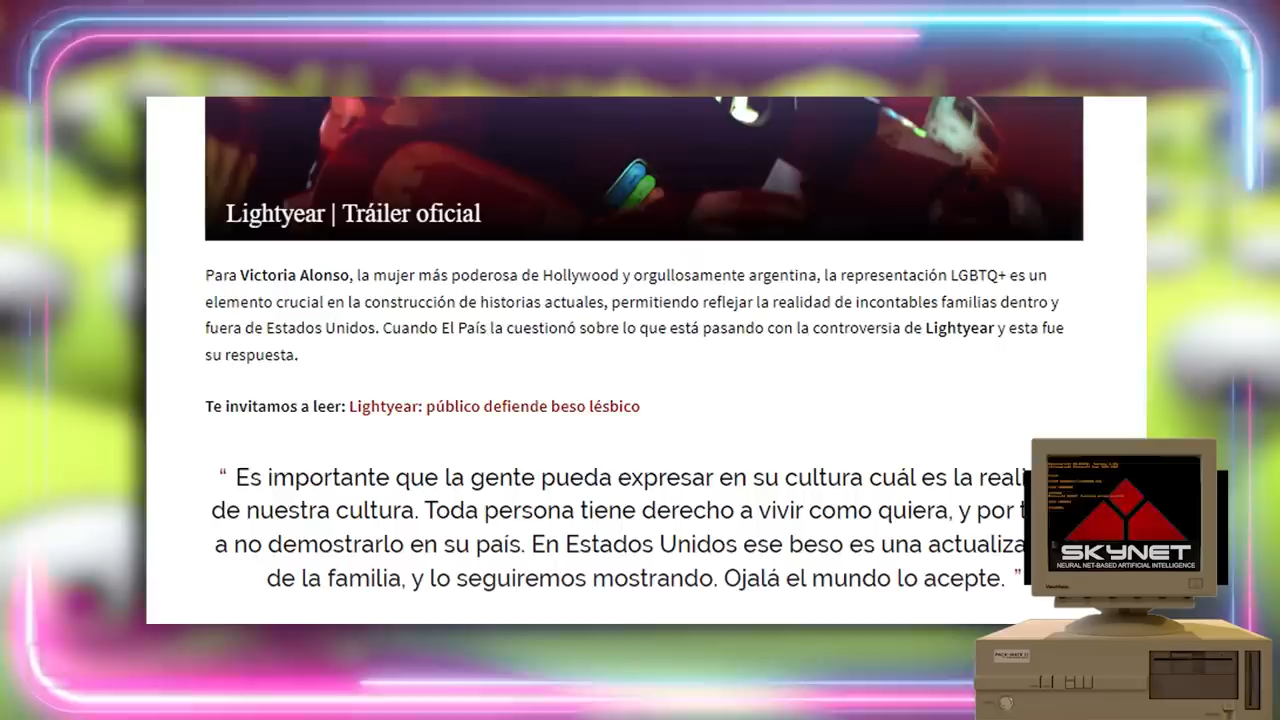 Lightyear | Tráiler oficial
Para Victoria Alonso, la mujer más poderosa de Hollywood y orgullosamente argentina, la representación LGBTQ+ es un
elemento crucial en la construcción de historias actuales, permitiendo reflejar la realidad de incontables familias dentro y
fuera de Estados Unidos. Cuando El País la cuestionó sobre lo que está pasando con la controversia de Lightyear y esta fue
su respuesta.
Te invitamos a leer: Lightyear: público defiende beso lésbico
“ Es importante que la gente pueda expresar en su cultura cuál es la reali
de nuestra cultura. Toda persona tiene derecho a vivir como quiera, y por t
a no demostrarlo en su país. En Estados Unidos ese beso es una actualiza
de la familia, y lo seguiremos mostrando. Ojalá el mundo lo acepte. ”
SKYNET
NEURAL NET-BASED ARTIFICIAL INTELLIGENCE
ViewSonic